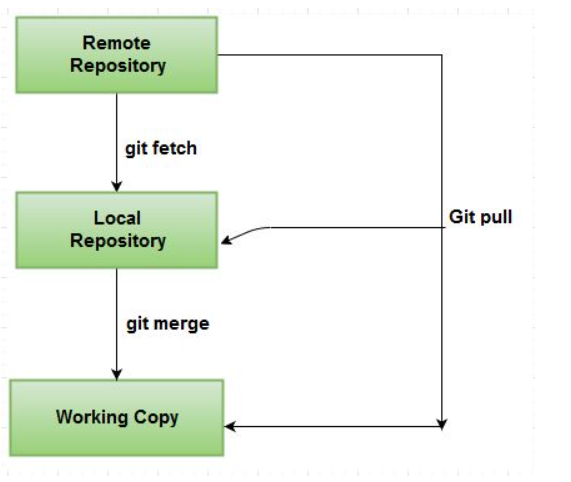 Remote
Repository
git fetch
Local
Repository
Git pull
git merge
Working Copy